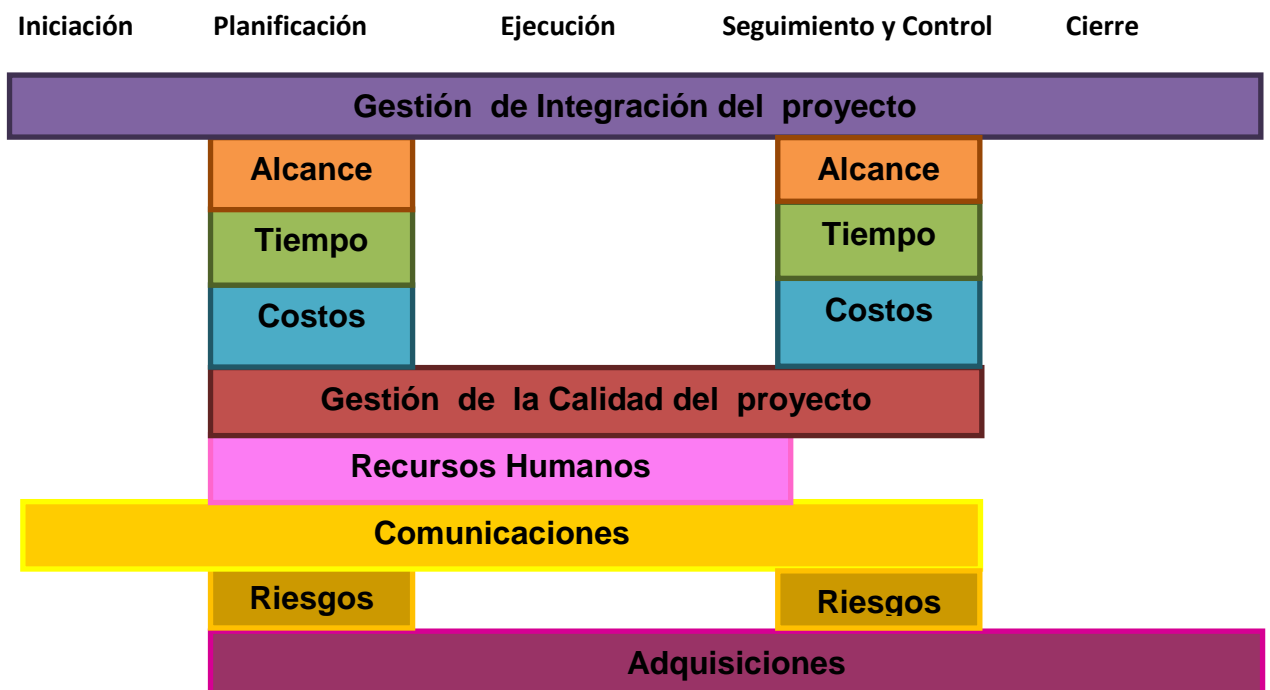 Iniciación Planificación Ejecución Seguimiento y Control Cierre
Gestión de Integración del proyecto
Alcance Alcance
Tiempo Tiempo
Costos Costos
Gestión de la Calidad del proyecto
Recursos Humanos
Comunicaciones
Riesgos Riesgos
Adquisiciones